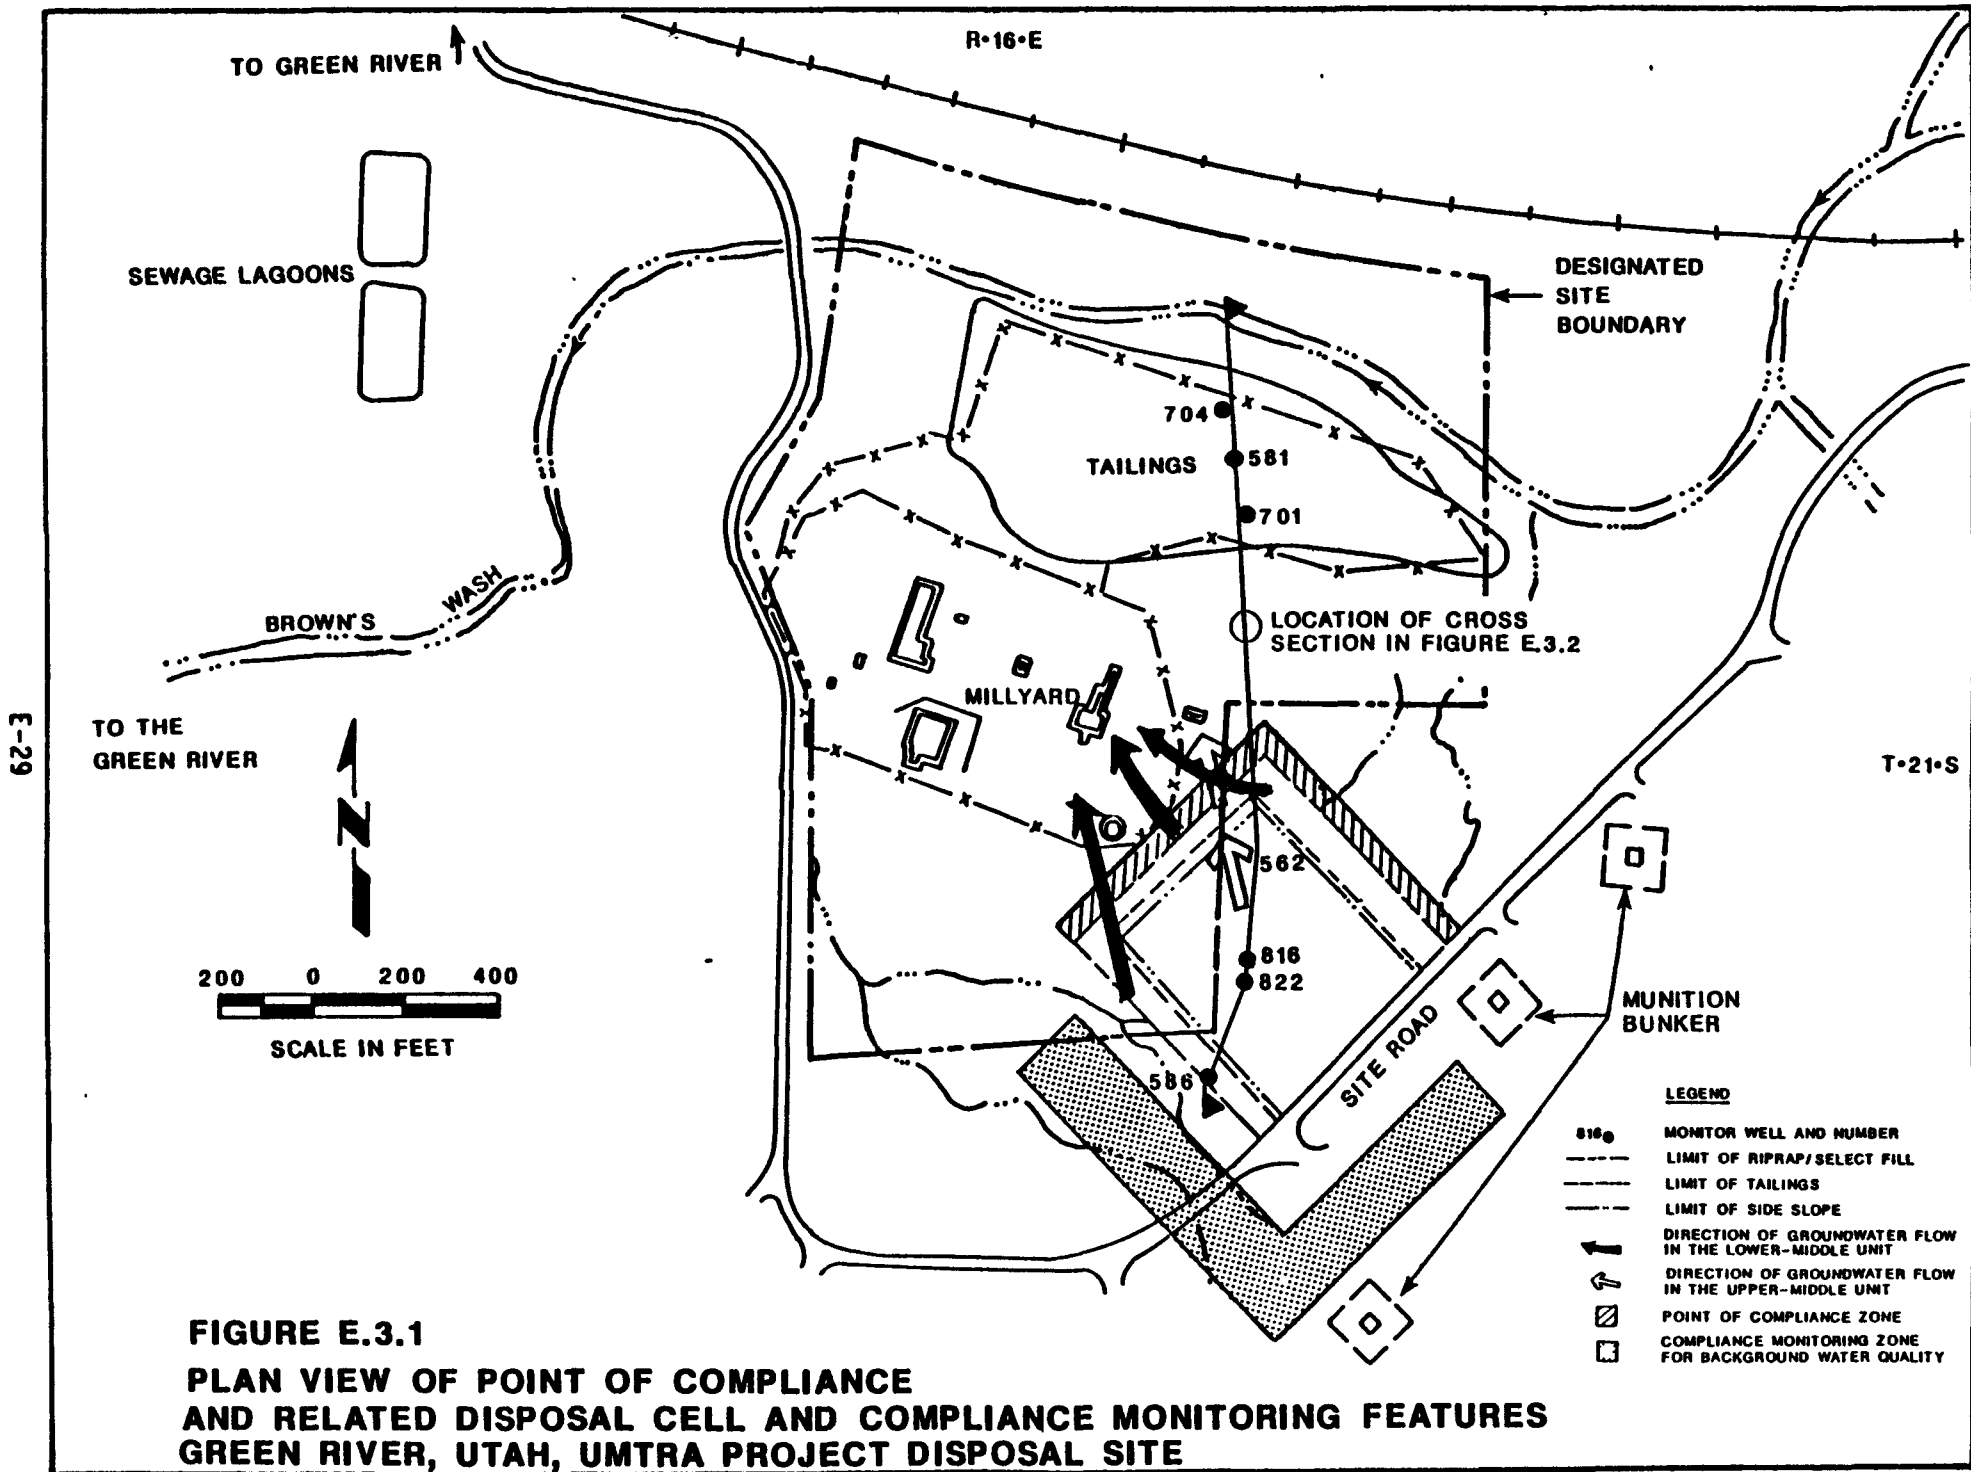 R•16•E
TO GREEN RIVER
SEWAGE LAGOONS
DESIGNATED
SITE
BOUNDARY
704
TAILINGS
581
701
BROWN'S WASH
LOCATION OF CROSS
SECTION IN FIGURE E.3.2
MILLYARD
TO THE
GREEN RIVER
E-29
T•21•S
N
562
816
822
200 0 200 400
SCALE IN FEET
MUNITION
BUNKER
SITE ROAD
586
LEGEND
816 MONITOR WELL AND NUMBER
LIMIT OF RIPRAP/SELECT FILL
LIMIT OF TAILINGS
LIMIT OF SIDE SLOPE
DIRECTION OF GROUNDWATER FLOW
IN THE LOWER-MIDDLE UNIT
DIRECTION OF GROUNDWATER FLOW
IN THE UPPER-MIDDLE UNIT
POINT OF COMPLIANCE ZONE
COMPLIANCE MONITORING ZONE
FOR BACKGROUND WATER QUALITY
FIGURE E.3.1
PLAN VIEW OF POINT OF COMPLIANCE
AND RELATED DISPOSAL CELL AND COMPLIANCE MONITORING FEATURES
GREEN RIVER, UTAH, UMTRA PROJECT DISPOSAL SITE